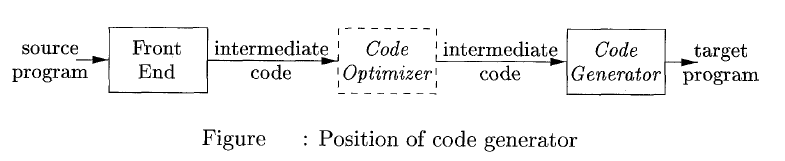 source
program
Front
End
intermediate
code
Code
Optimizer
intermediate
code
Code
Generator
target
program
Figure : Position of code generator